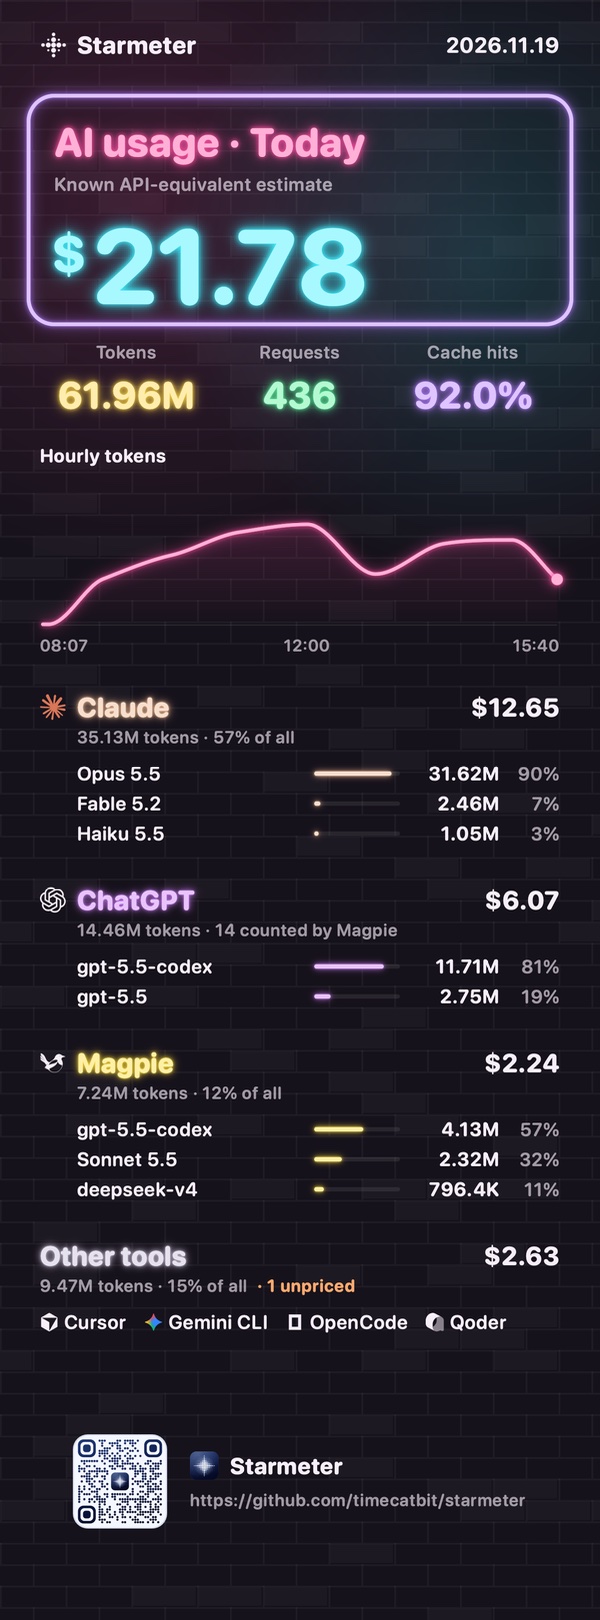 Starmeter
2026.11.19
AI usage · Today
Known API-equivalent estimate
$21.78
Tokens Requests Cache hits
61.96M 436 92.0%
Hourly tokens
08:07 12:00 15:40
Claude $12.65
35.13M tokens · 57% of all
Opus 5.5 31.62M 90%
Fable 5.2 2.46M 7%
Haiku 5.5 1.05M 3%
ChatGPT $6.07
14.46M tokens · 14 counted by Magpie
gpt-5.5-codex 11.71M 81%
gpt-5.5 2.75M 19%
Magpie $2.24
7.24M tokens · 12% of all
gpt-5.5-codex 4.13M 57%
Sonnet 5.5 2.32M 32%
deepseek-v4 796.4K 11%
Other tools $2.63
9.47M tokens · 15% of all · 1 unpriced
Cursor Gemini CLI OpenCode Qoder
Starmeter
https://github.com/timecatbit/starmeter